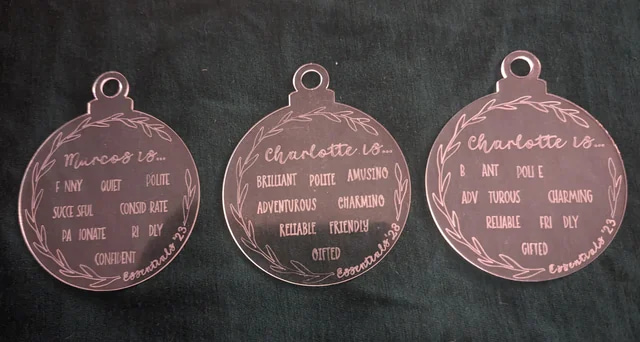 Marcos is...
F NNY QUIET POLITE
SUCCE SFUL CONSID RATE
PA IONATE RI DLY
CONFIDENT
Essentials '23
Charlotte is...
BRILLIANT POLITE AMUSING
ADVENTUROUS CHARMING
RELIABLE FRIENDLY
GIFTED
Essentials '23
Charlotte is...
B ANT POLI E
ADV TUROUS CHARMING
RELIABLE FRI DLY
GIFTED
Essentials '23